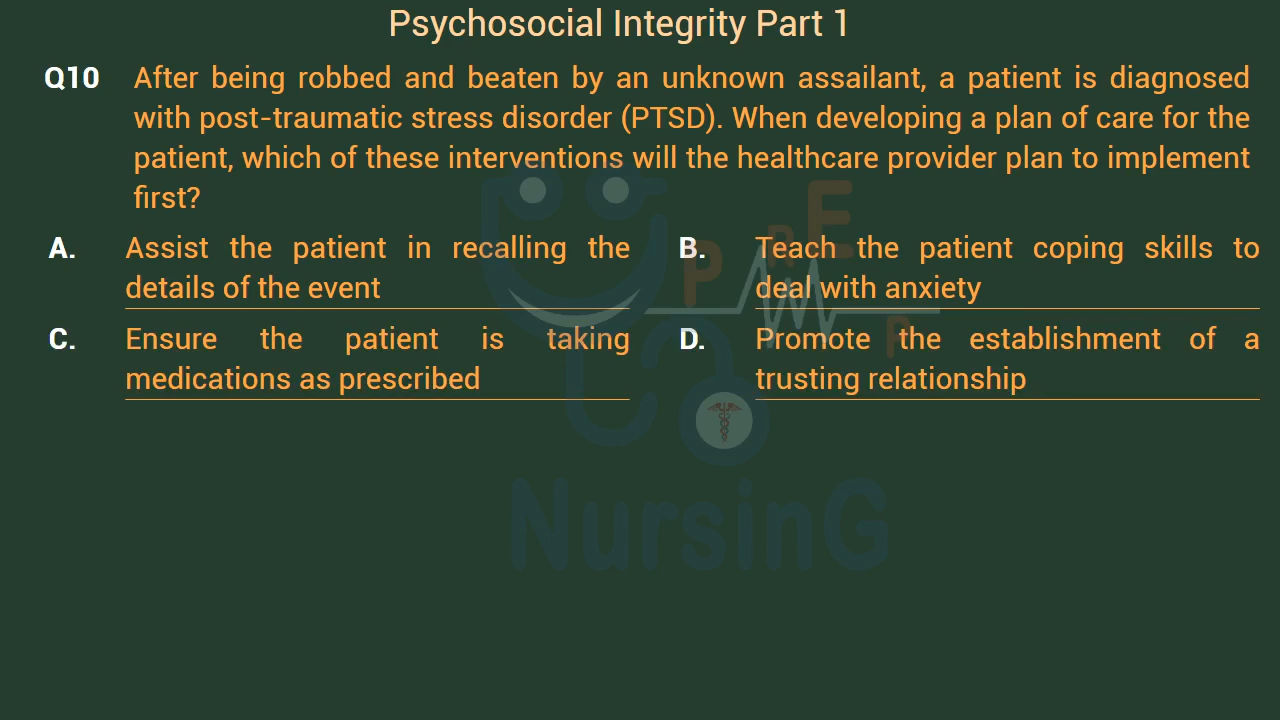 Psychosocial Integrity Part 1
Q10 After being robbed and beaten by an unknown assailant, a patient is diagnosed
with post-traumatic stress disorder (PTSD). When developing a plan of care for the
patient, which of these interventions will the healthcare provider plan to implement
first?
A. Assist the patient in recalling the
details of the event
B. Teach the patient coping skills to
deal with anxiety
C. Ensure the patient is taking
medications as prescribed
D. Promote the establishment of a
trusting relationship
PREP
NursinG